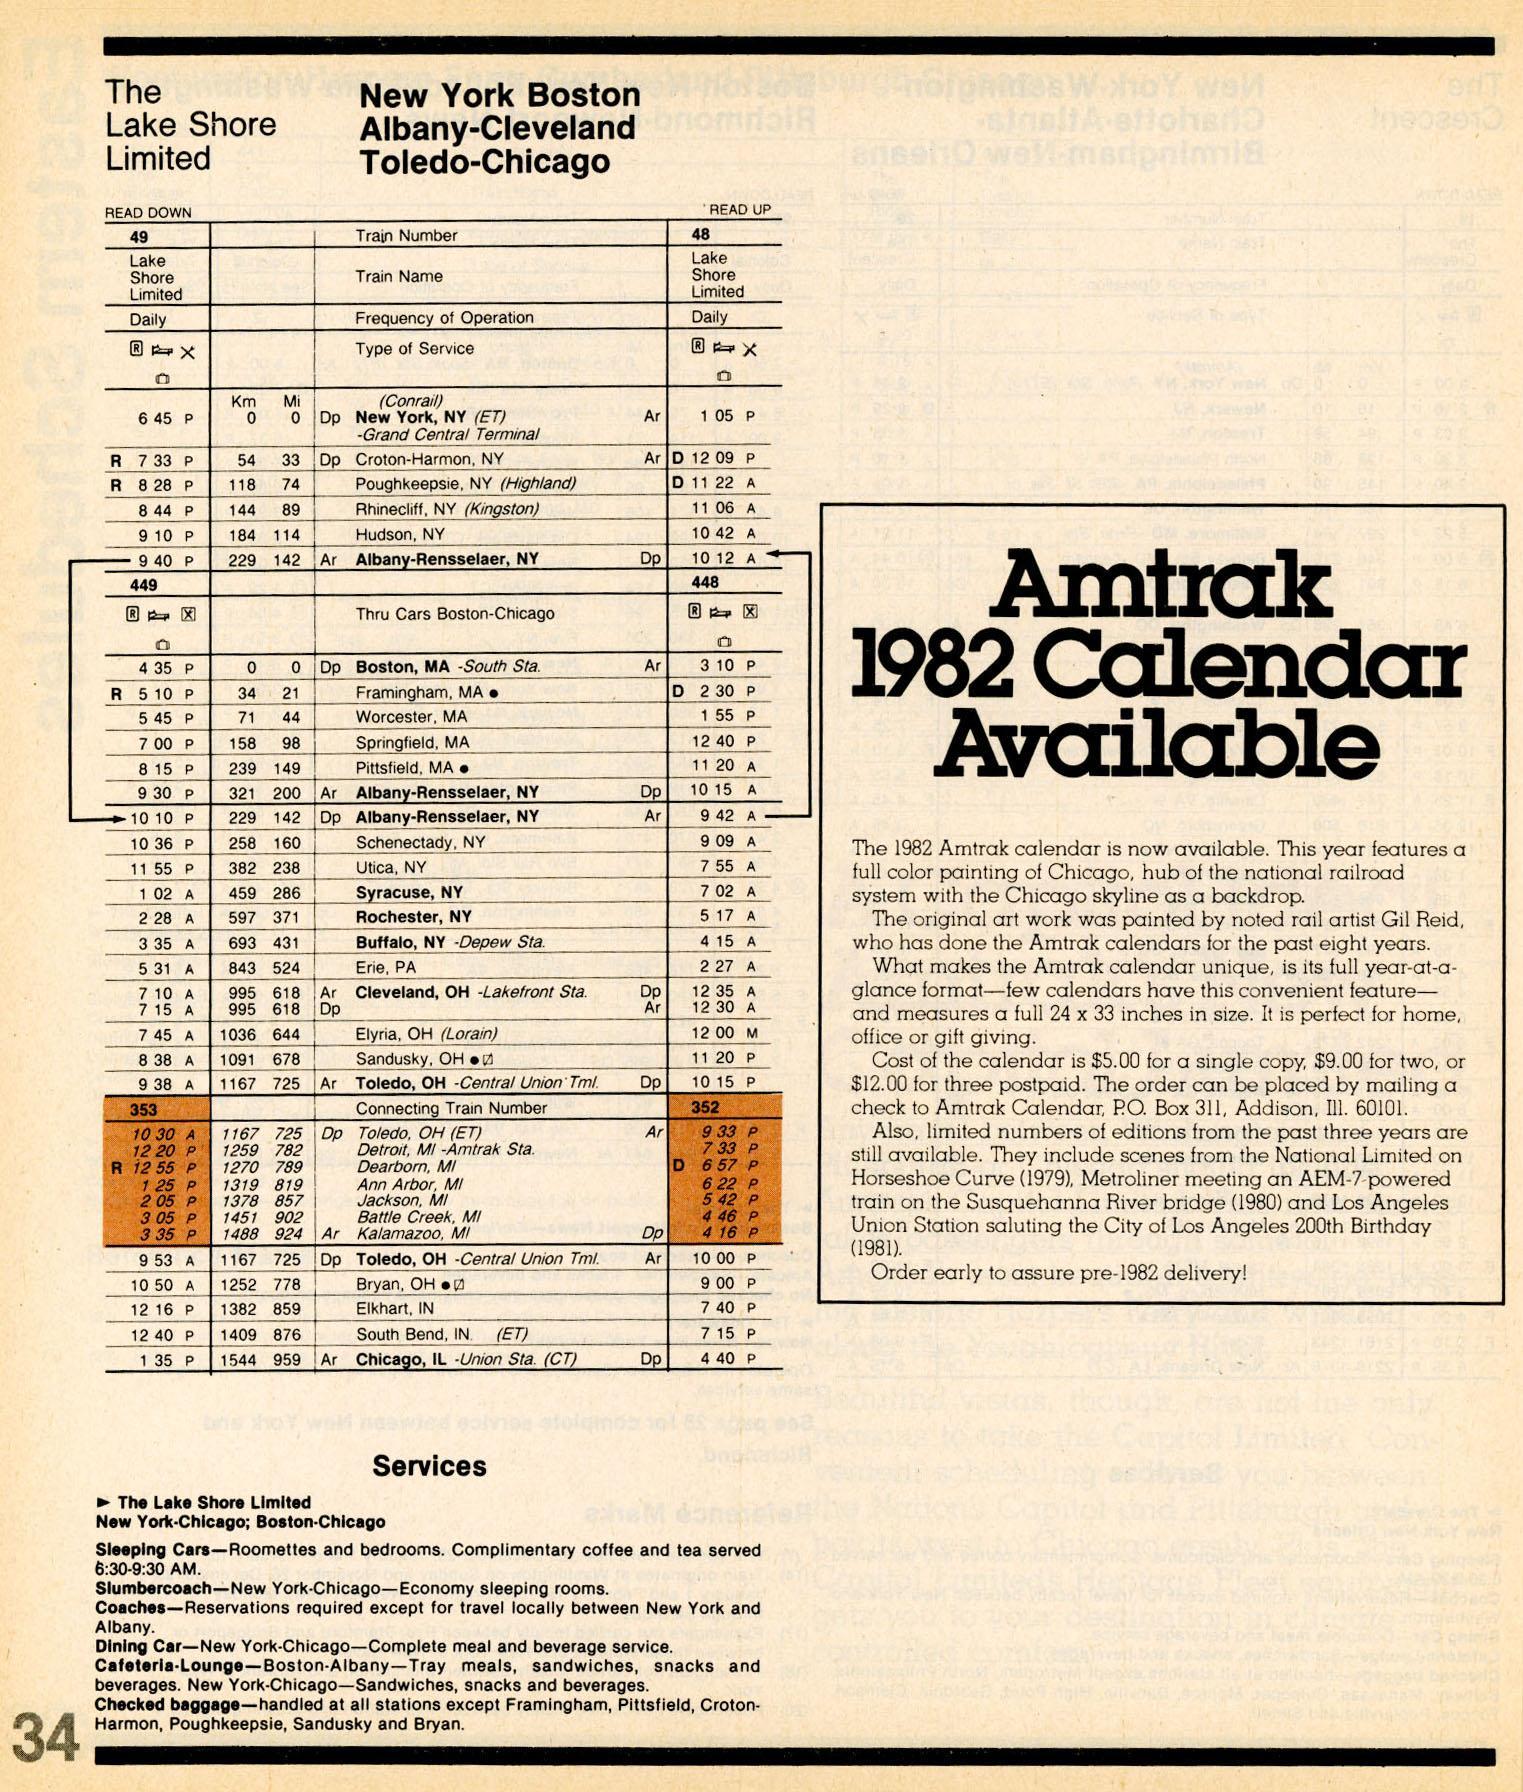 The
Lake Shore
Limited
New York Boston
Albany-Cleveland
Toledo-Chicago
READ DOWN READ UP
49 Train Number 48
Lake Shore Limited Train Name Lake Shore Limited
Daily Frequency of Operation Daily
R Type of Service R
Km Mi (Conrail)
6 45 P 0 0 Dp New York, NY (ET) Ar 1 05 P
-Grand Central Terminal
R 7 33 P 54 33 Dp Croton-Harmon, NY Ar D 12 09 P
R 8 28 P 118 74 Poughkeepsie, NY (Highland) D 11 22 A
8 44 P 144 89 Rhinecliff, NY (Kingston) 11 06 A
9 10 P 184 114 Hudson, NY 10 42 A
9 40 P 229 142 Ar Albany-Rensselaer, NY Dp 10 12 A
449 448
R Thru Cars Boston-Chicago R
4 35 P 0 0 Dp Boston, MA -South Sta. Ar 3 10 P
R 5 10 P 34 21 Framingham, MA ● D 2 30 P
5 45 P 71 44 Worcester, MA 1 55 P
7 00 P 158 98 Springfield, MA 12 40 P
8 15 P 239 149 Pittsfield, MA ● 11 20 A
9 30 P 321 200 Ar Albany-Rensselaer, NY Dp 10 15 A
10 10 P 229 142 Dp Albany-Rensselaer, NY Ar 9 42 A
10 36 P 258 160 Schenectady, NY 9 09 A
11 55 P 382 238 Utica, NY 7 55 A
1 02 A 459 286 Syracuse, NY 7 02 A
2 28 A 597 371 Rochester, NY 5 17 A
3 35 A 693 431 Buffalo, NY -Depew Sta. 4 15 A
5 31 A 843 524 Erie, PA 2 27 A
7 10 A 995 618 Ar Cleveland, OH -Lakefront Sta. Dp 12 35 A
7 15 A 995 618 Dp Ar 12 30 A
7 45 A 1036 644 Elyria, OH (Lorain) 12 00 M
8 38 A 1091 678 Sandusky, OH ● 11 20 P
9 38 A 1167 725 Ar Toledo, OH -Central Union Tml. Dp 10 15 P
353 Connecting Train Number 352
10 30 A 1167 725 Dp Toledo, OH (ET) Ar 9 33 P
12 20 P 1259 782 Detroit, MI -Amtrak Sta. 7 33 P
R 12 55 P 1270 789 Dearborn, MI D 6 57 P
1 25 P 1319 819 Ann Arbor, MI 6 22 P
2 05 P 1378 857 Jackson, MI 5 42 P
3 05 P 1451 902 Battle Creek, MI 4 46 P
3 35 P 1488 924 Ar Kalamazoo, MI Dp 4 16 P
9 53 A 1167 725 Dp Toledo, OH -Central Union Tml. Ar 10 00 P
10 50 A 1252 778 Bryan, OH ● 9 00 P
12 16 P 1382 859 Elkhart, IN 7 40 P
12 40 P 1409 876 South Bend, IN (ET) 7 15 P
1 35 P 1544 959 Ar Chicago, IL -Union Sta. (CT) Dp 4 40 P
Amtrak
1982 Calendar
Available
The 1982 Amtrak calendar is now available. This year features a
full color painting of Chicago, hub of the national railroad
system with the Chicago skyline as a backdrop.
The original art work was painted by noted rail artist Gil Reid,
who has done the Amtrak calendars for the past eight years.
What makes the Amtrak calendar unique, is its full year-at-a-
glance format—few calendars have this convenient feature—
and measures a full 24 x 33 inches in size. It is perfect for home,
office or gift giving.
Cost of the calendar is $5.00 for a single copy, $9.00 for two, or
$12.00 for three postpaid. The order can be placed by mailing a
check to Amtrak Calendar, P.O. Box 311, Addison, Ill. 60101.
Also, limited numbers of editions from the past three years are
still available. They include scenes from the National Limited on
Horseshoe Curve (1979), Metroliner meeting an AEM-7-powered
train on the Susquehanna River bridge (1980) and Los Angeles
Union Station saluting the City of Los Angeles 200th Birthday
(1981).
Order early to assure pre-1982 delivery!
Services
► The Lake Shore Limited
New York-Chicago; Boston-Chicago
Sleeping Cars—Roomettes and bedrooms. Complimentary coffee and tea served
6:30-9:30 AM.
Slumbercoach—New York-Chicago—Economy sleeping rooms.
Coaches—Reservations required except for travel locally between New York and
Albany.
Dining Car—New York-Chicago—Complete meal and beverage service.
Cafeteria-Lounge—Boston-Albany—Tray meals, sandwiches, snacks and
beverages. New York-Chicago—Sandwiches, snacks and beverages.
Checked baggage—handled at all stations except Framingham, Pittsfield, Croton-
Harmon, Poughkeepsie, Sandusky and Bryan.
34